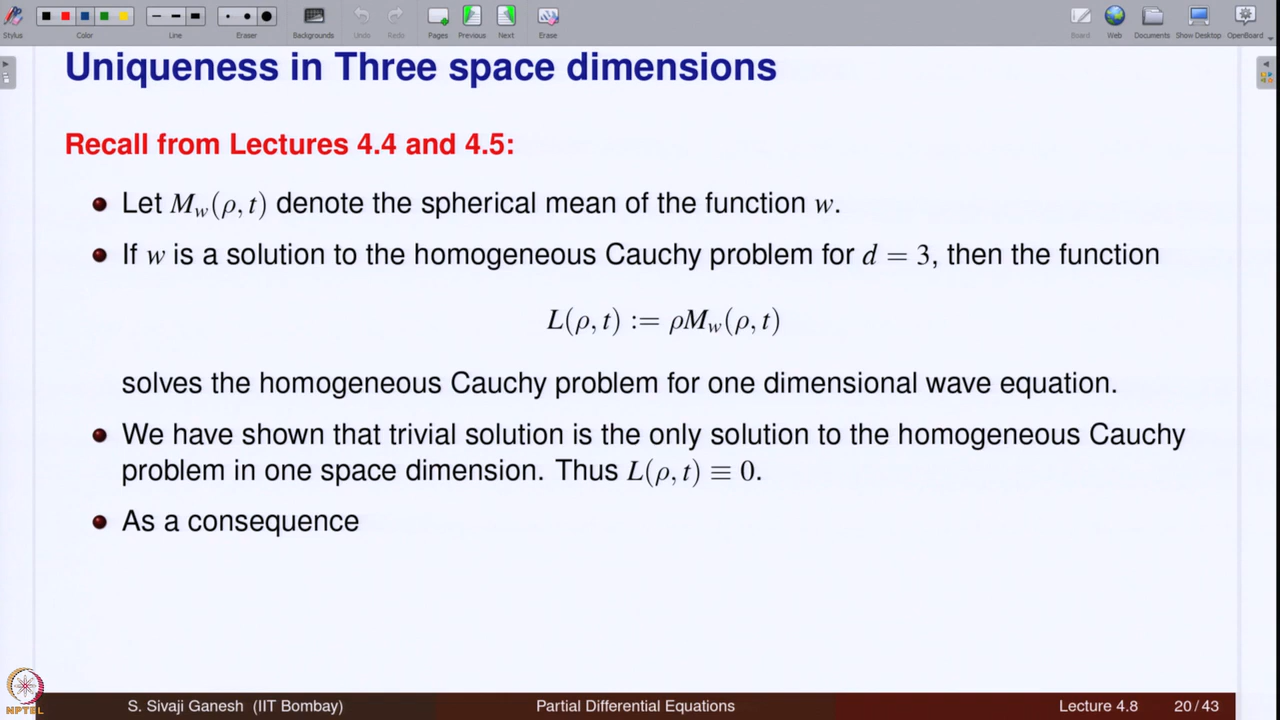 Stylus Color Line Eraser Backgrounds Undo Redo Pages Previous Next Erase Board Web Documents Show Desktop OpenBoard
Uniqueness in Three space dimensions
Recall from Lectures 4.4 and 4.5:
Let M_w(ρ, t) denote the spherical mean of the function w.
If w is a solution to the homogeneous Cauchy problem for d = 3, then the function
L(ρ, t) := ρM_w(ρ, t)
solves the homogeneous Cauchy problem for one dimensional wave equation.
We have shown that trivial solution is the only solution to the homogeneous Cauchy
problem in one space dimension. Thus L(ρ, t) ≡ 0.
As a consequence
NPTEL
S. Sivaji Ganesh (IIT Bombay) Partial Differential Equations Lecture 4.8 20 / 43